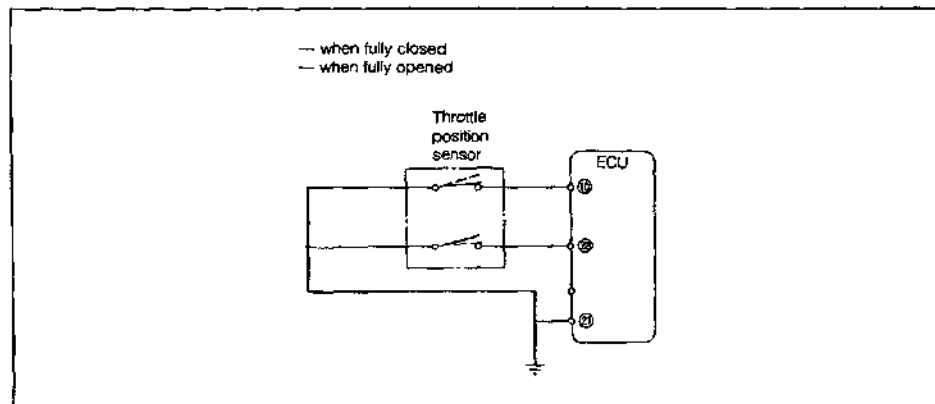 — when fully closed
— when fully opened
Throttle
position
sensor
ECU
21